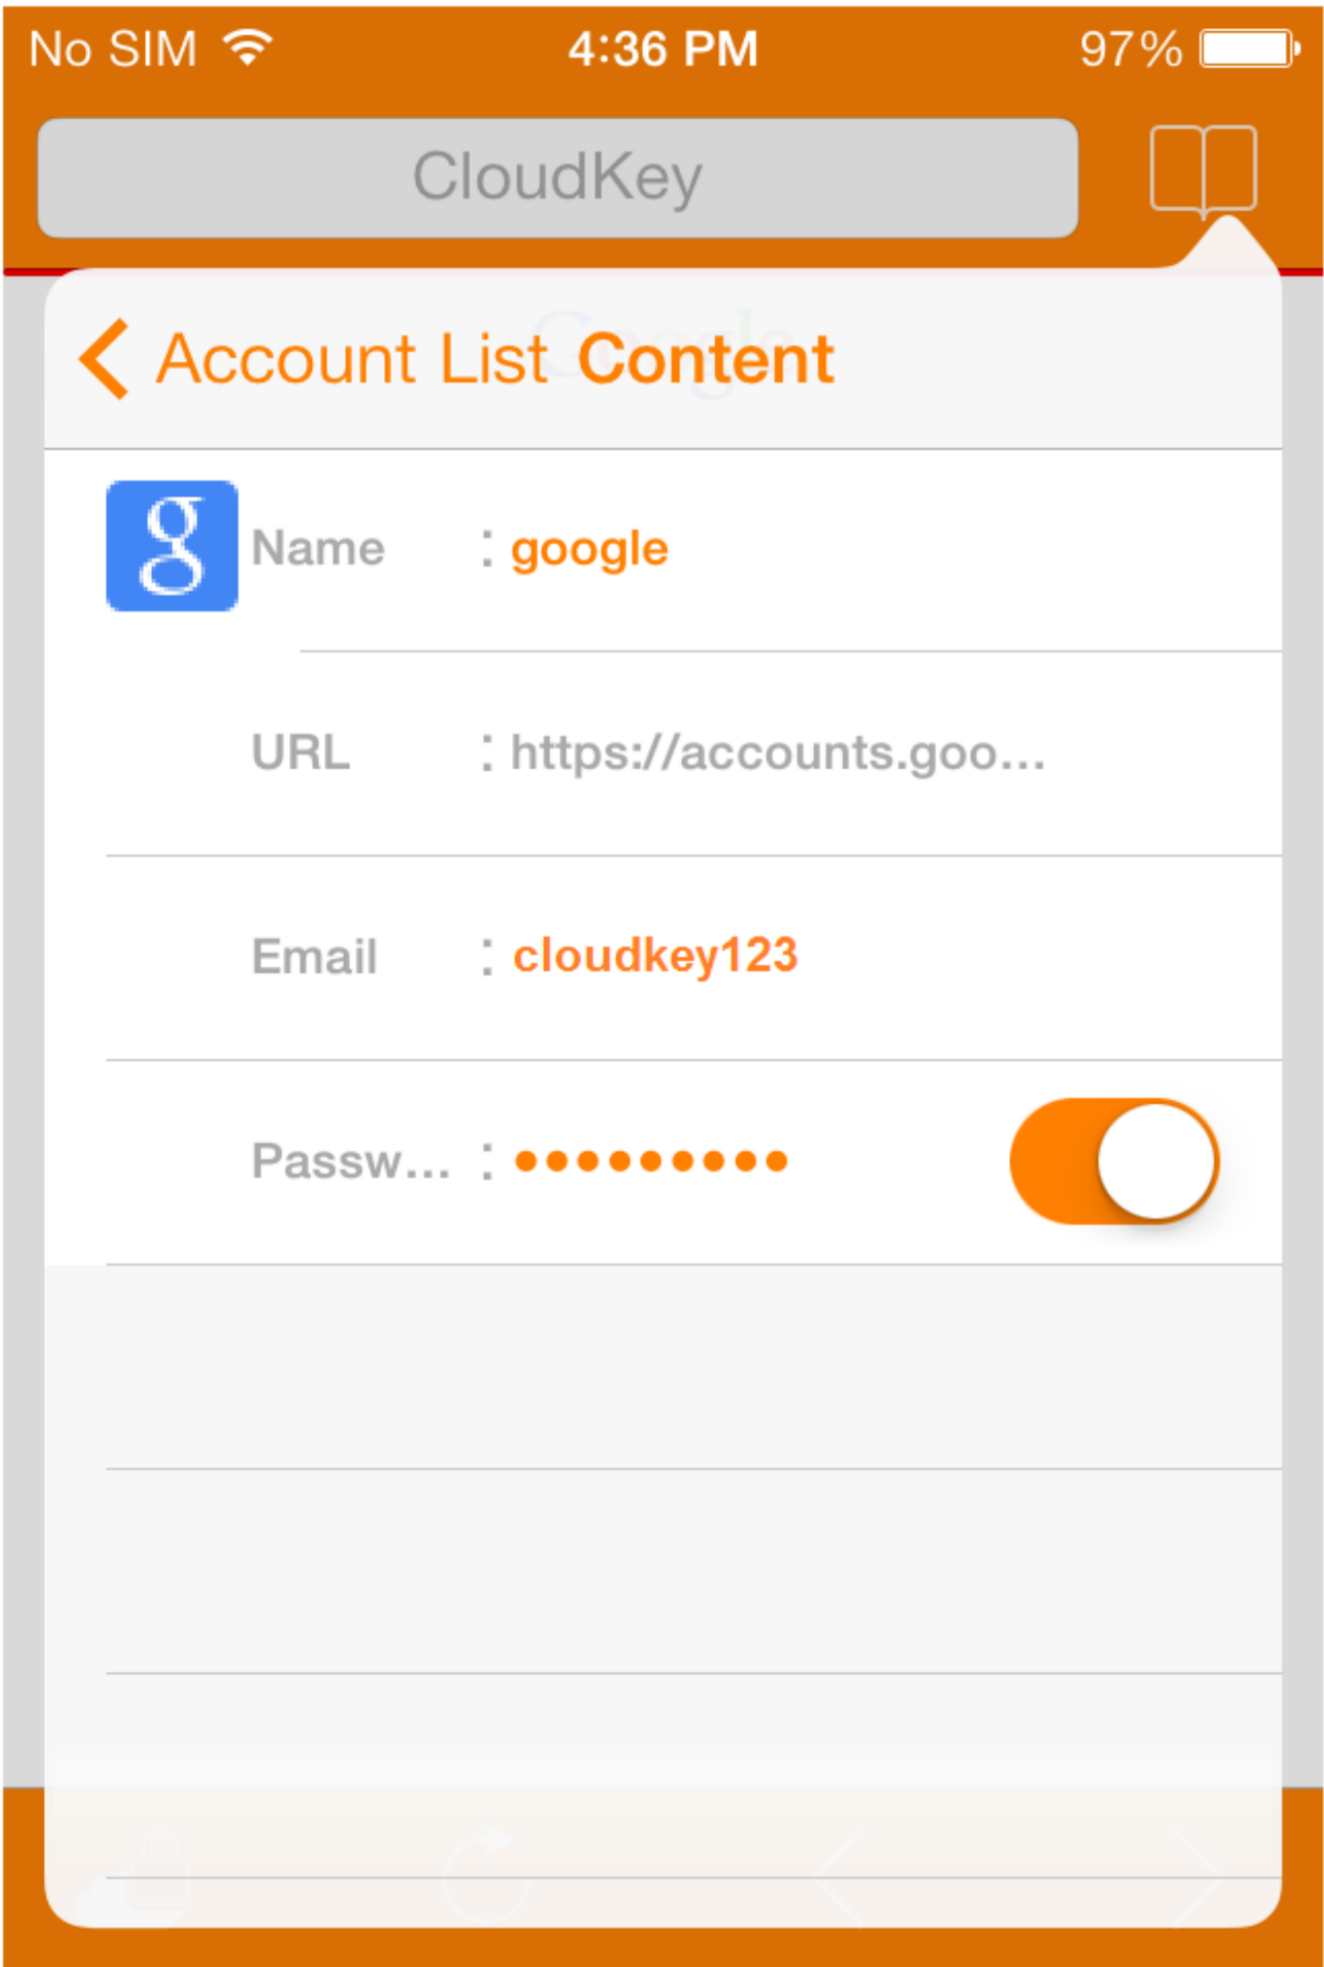 No SIM 4:36 PM 97%
CloudKey
Google
Account List Content
g Name : google
URL : https://accounts.goo...
Email : cloudkey123
Passw... : •••••••••